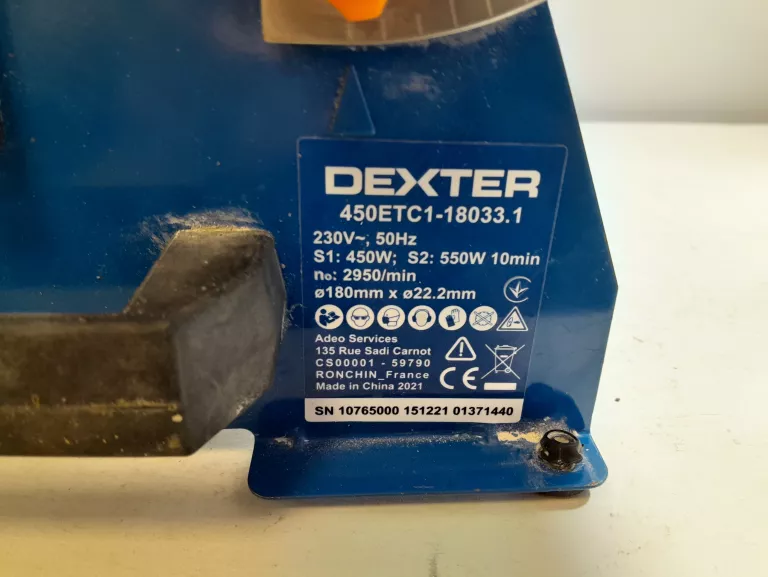 DEXTER
450ETC1-18033.1
230V~, 50Hz
S1: 450W; S2: 550W 10min
no: 2950/min
ø180mm x ø22.2mm
Adeo Services
135 Rue Sadi Carnot
CS00001 - 59790
RONCHIN_France
Made in China 2021
CE
SN 10765000 151221 01371440